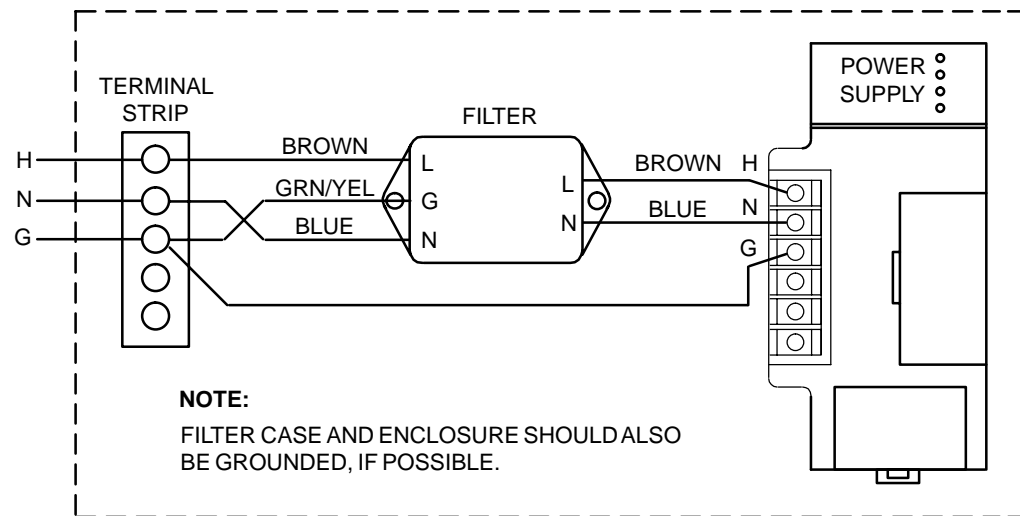 POWER
SUPPLY
TERMINAL
STRIP
FILTER
H
BROWN
L
BROWN
H
N
GRN/YEL
G
L
BLUE
N
G
BLUE
N
N
G
NOTE:
FILTER CASE AND ENCLOSURE SHOULD ALSO
BE GROUNDED, IF POSSIBLE.